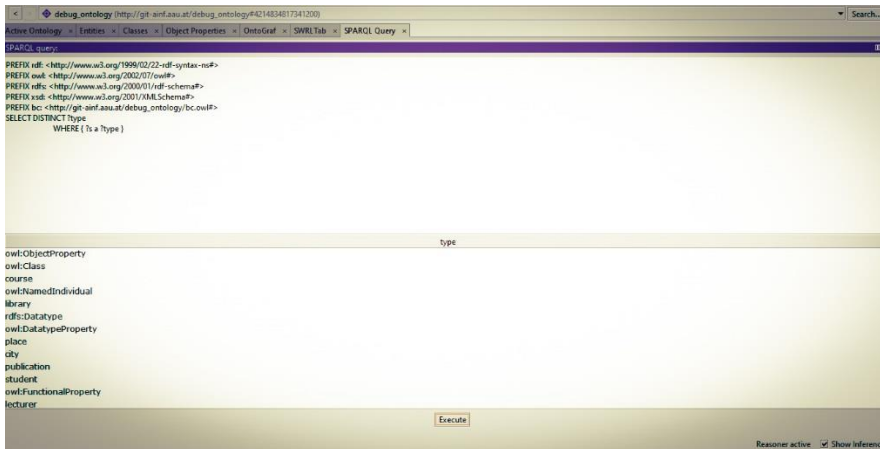 debug_ontology (http://git-ainf.aau.at/debug_ontology#4214834817341200)
Search...
Active Ontology × Entities × Classes × Object Properties × OntoGraf × SWRLTab × SPARQL Query ×
SPARQL query:
PREFIX rdf: <http://www.w3.org/1999/02/22-rdf-syntax-ns#>
PREFIX owl: <http://www.w3.org/2002/07/owl#>
PREFIX rdfs: <http://www.w3.org/2000/01/rdf-schema#>
PREFIX xsd: <http://www.w3.org/2001/XMLSchema#>
PREFIX bc: <http://git-ainf.aau.at/debug_ontology/bc.owl#>
SELECT DISTINCT ?type
WHERE { ?s a ?type }
type
owl:ObjectProperty
owl:Class
course
owl:NamedIndividual
library
rdfs:Datatype
owl:DatatypeProperty
place
city
publication
student
owl:FunctionalProperty
lecturer
Execute
Reasoner active Show Inferenc